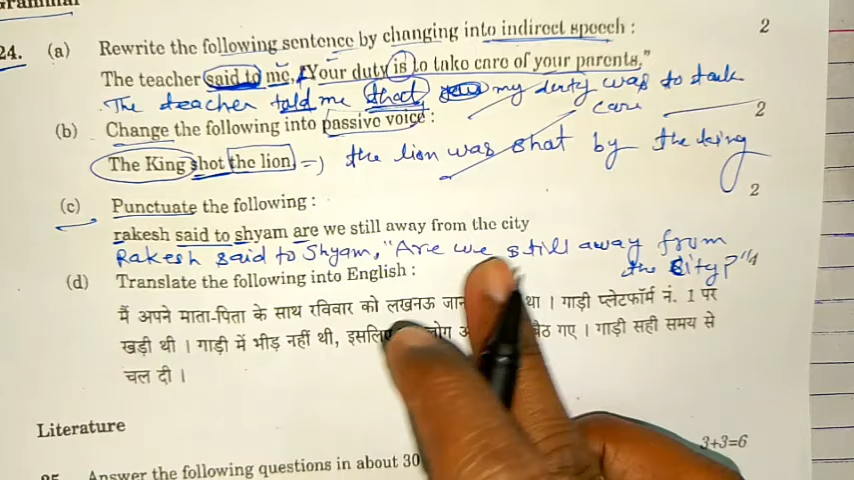 24. (a) Rewrite the following sentence by changing into indirect speech : 2
The teacher said to me, "Your duty is to take care of your parents."
The teacher told me that my duty was to
care
(b) Change the following into passive voice : 2
The King shot the lion the lion was shot by the king
(c) Punctuate the following : 2
rakesh said to shyam are we still away from the city
Rakesh said to Shyam, "Are we still away from
the City?" 4
(d) Translate the following into English :
मैं अपने माता-पिता के साथ रविवार को लखनऊ था । गाड़ी प्लेटफॉर्म नं. 1 पर
खड़ी थी । गाड़ी में भीड़ नहीं थी, गए । गाड़ी सही समय से
चल दी ।
Literature
Answer the following questions in about 30 3+3=6